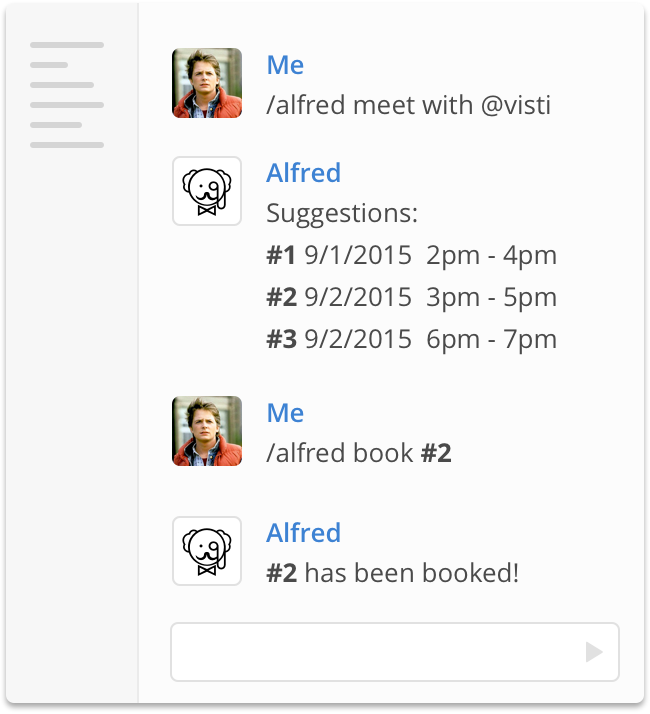 Me
/alfred meet with @visti
Alfred
Suggestions:
#1 9/1/2015 2pm - 4pm
#2 9/2/2015 3pm - 5pm
#3 9/2/2015 6pm - 7pm
Me
/alfred book #2
Alfred
#2 has been booked!